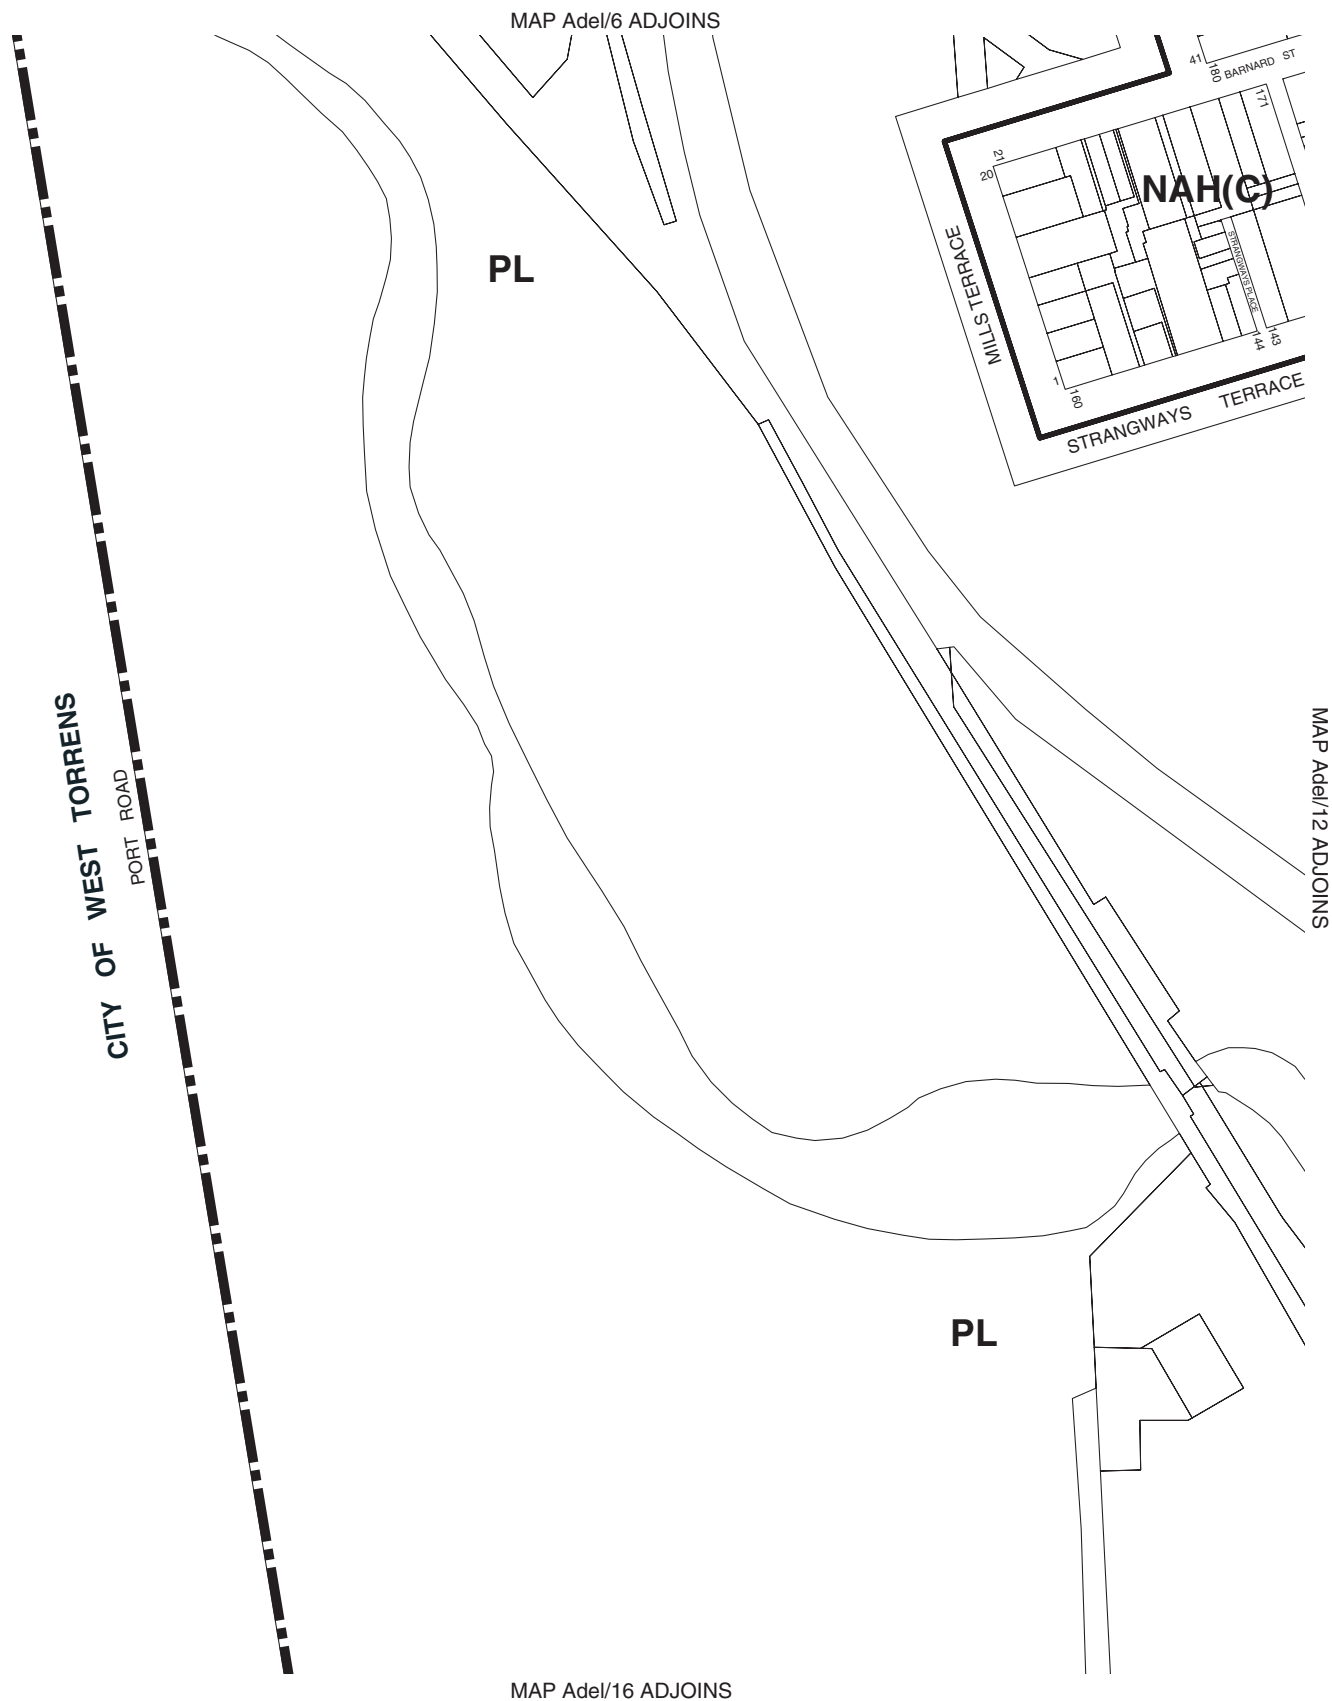 MAP Adel/6 ADJOINS
41
180
BARNARD ST
171
21
20
NAH(C)
MILLS TERRACE
STRANGWAYS PLACE
PL
144
143
1
160
STRANGWAYS TERRACE
CITY OF WEST TORRENS
PORT ROAD
MAP Adel/12 ADJOINS
PL
MAP Adel/16 ADJOINS